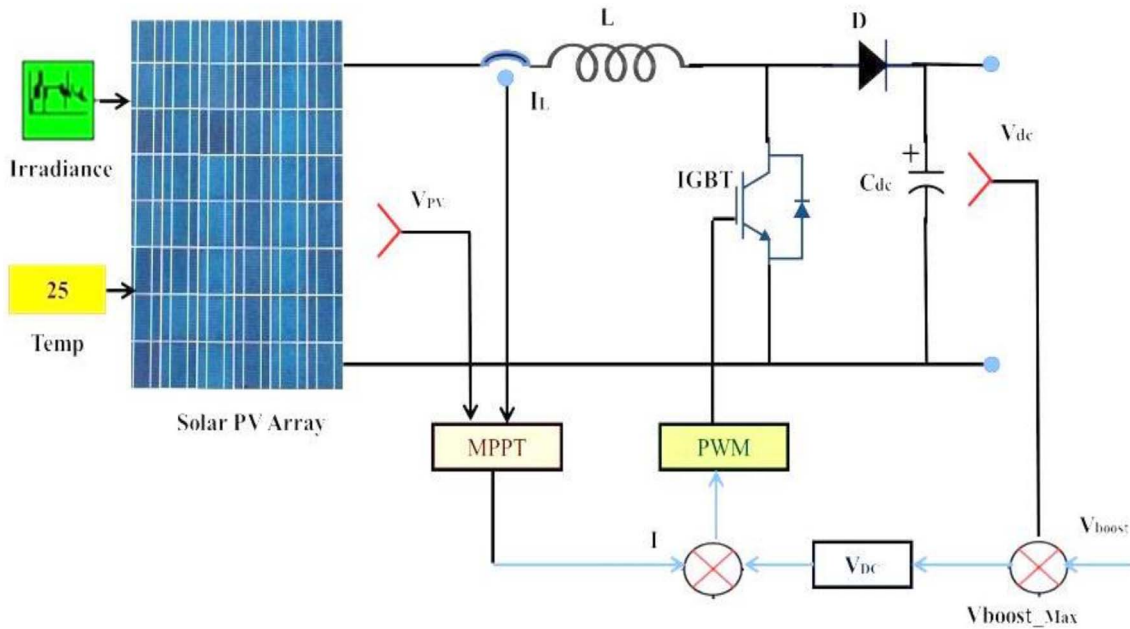 L
D
IL
Irradiance
VPV
IGBT
+
Cdc
Vdc
25
Temp
Solar PV Array
MPPT
PWM
I
VDC
Vboost
Vboost_Max